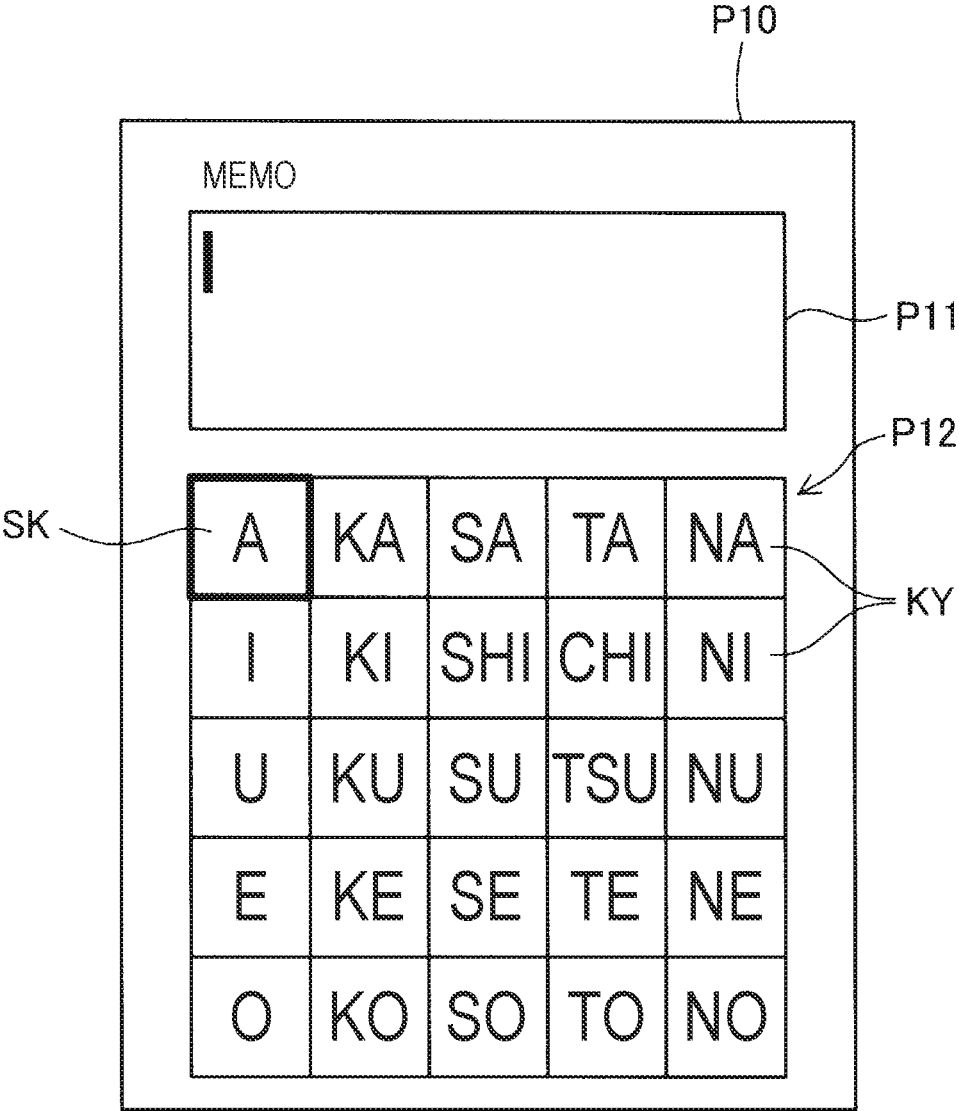 P10
MEMO
P11
P12
SK
A KA SA TA NA
KY
I KI SHI CHI NI
U KU SU TSU NU
E KE SE TE NE
O KO SO TO NO